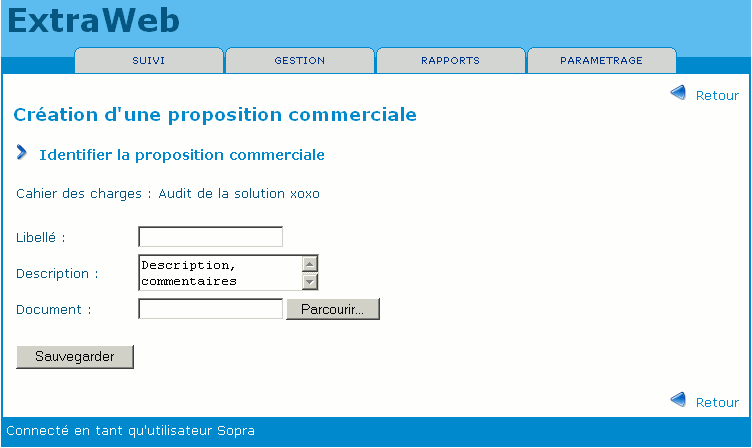 ExtraWeb
SUIVI GESTION RAPPORTS PARAMETRAGE
Retour
Création d'une proposition commerciale
Identifier la proposition commerciale
Cahier des charges : Audit de la solution xoxo
Libellé :
Description : Description,
commentaires
Document : Parcourir...
Sauvegarder
Retour
Connecté en tant qu'utilisateur Sopra